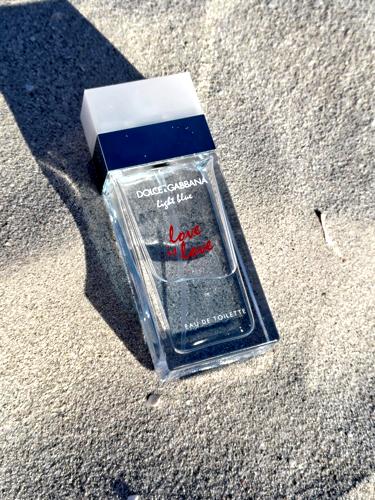 DOLCE&GABBANA
light blue
love
is love
EAU DE TOILETTE